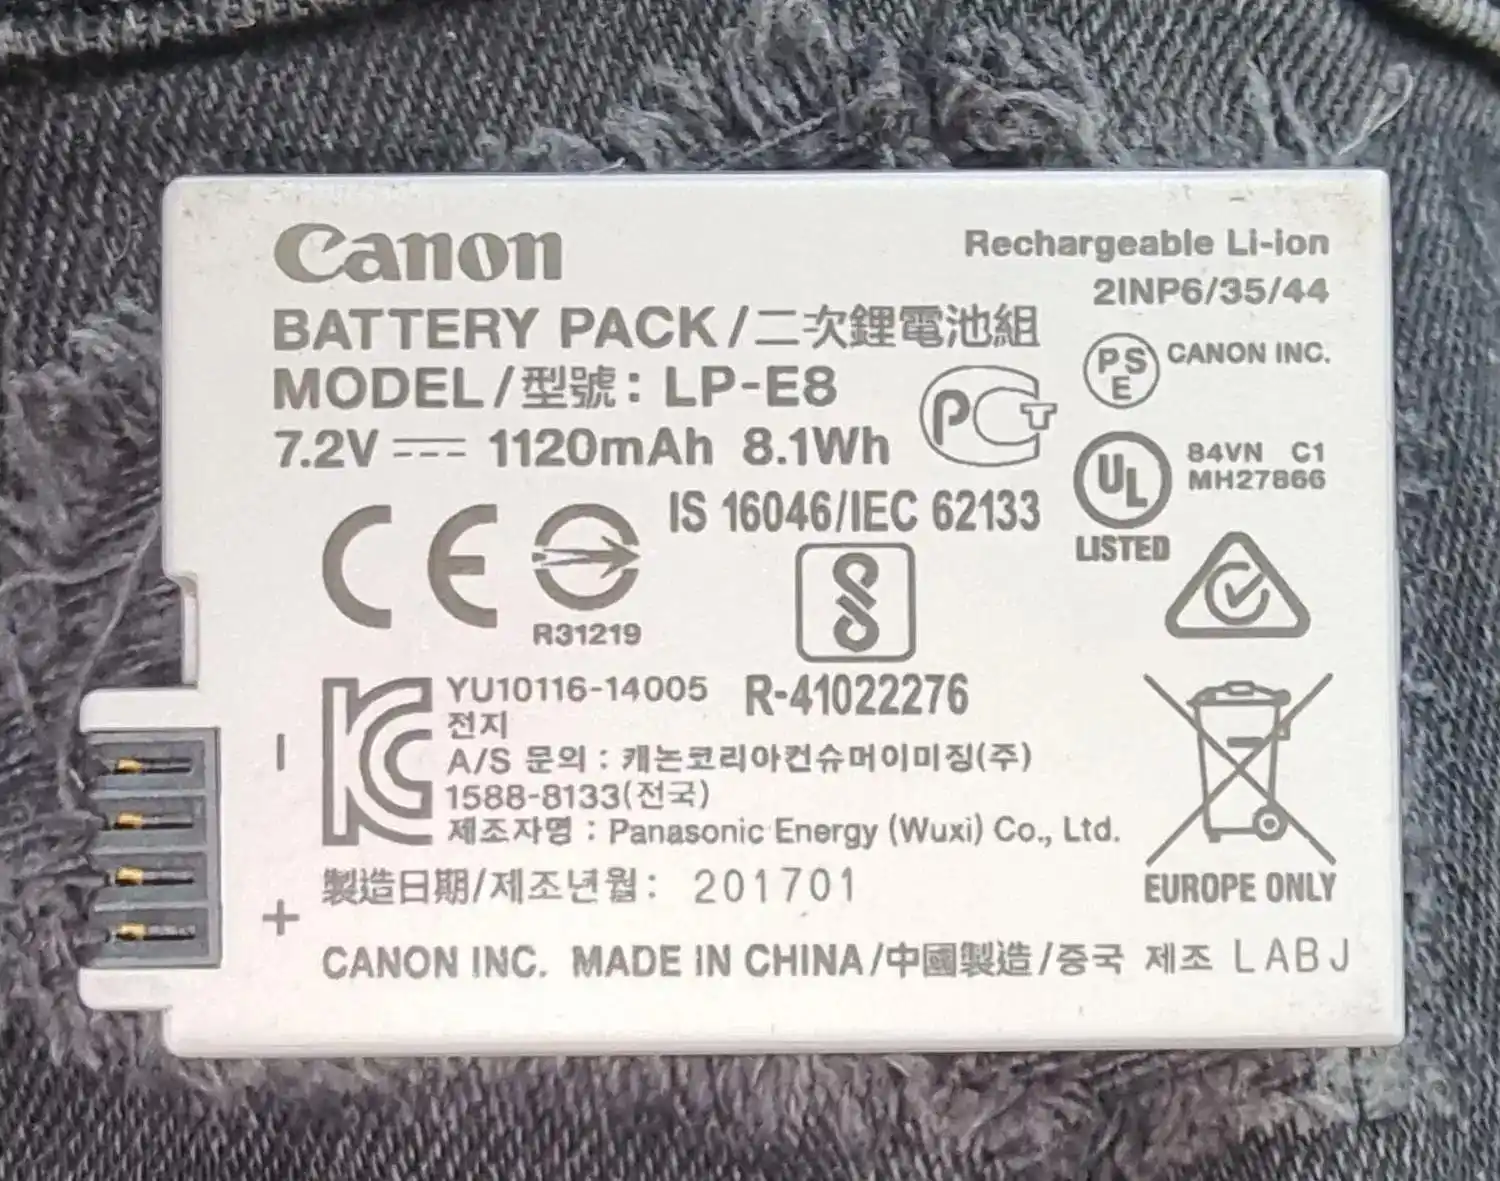 Canon
Rechargeable Li-ion
2INP6/35/44
BATTERY PACK/二次鋰電池組
PSE CANON INC.
MODEL/型號: LP-E8
PCT
7.2V 1120mAh 8.1Wh
UL
LISTED
84VN C1
MH27866
IS 16046/IEC 62133
CE
R31219
R-41022276
YU10116-14005
전지
A/S 문의 : 캐논코리아컨슈머이미징(주)
1588-8133(전국)
제조자명 : Panasonic Energy (Wuxi) Co., Ltd.
EUROPE ONLY
製造日期/제조년월: 201701
CANON INC. MADE IN CHINA/中國製造/중국 제조 LABJ
- 
+